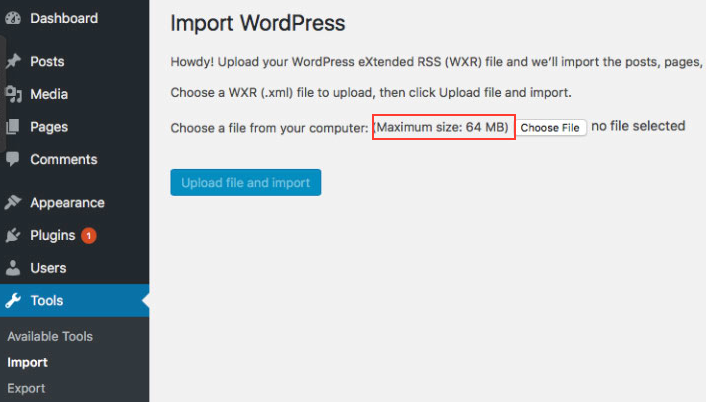 Dashboard
Posts
Media
Pages
Comments
Appearance
Plugins 1
Users
Tools
Available Tools
Import
Export
Import WordPress
Howdy! Upload your WordPress eXtended RSS (WXR) file and we'll import the posts, pages,
Choose a WXR (.xml) file to upload, then click Upload file and import.
Choose a file from your computer: (Maximum size: 64 MB) Choose File no file selected
Upload file and import